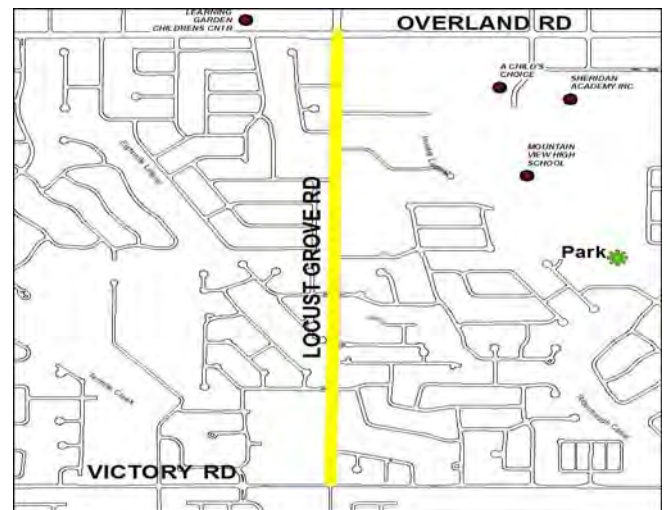 LEARNING
GARDEN
CHILDRENS CNTR
OVERLAND RD
A CHILD'S
CHOICE
SHERIDAN
ACADEMY INC
MOUNTAIN
VIEW HIGH
SCHOOL
LOCUST GROVE RD
Park
VICTORY RD